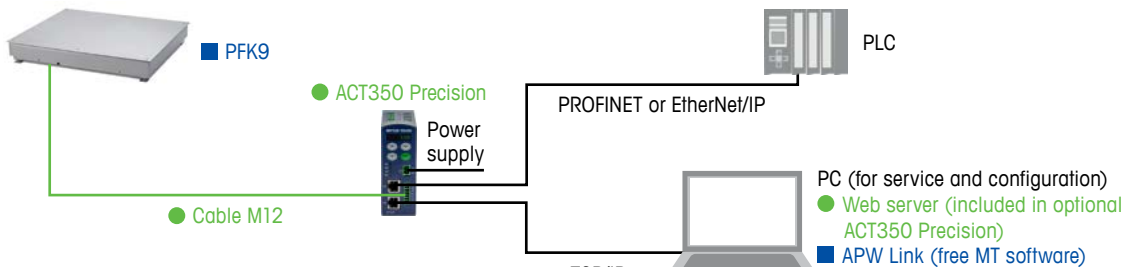 PFK9
PLC
ACT350 Precision
PROFINET or EtherNet/IP
Power
supply
Cable M12
PC (for service and configuration)
Web server (included in optional
ACT350 Precision)
APW Link (free MT software)